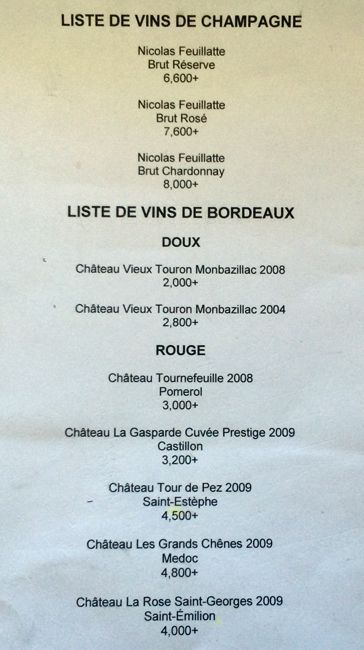 LISTE DE VINS DE CHAMPAGNE
Nicolas Feuillatte
Brut Réserve
6,600+
Nicolas Feuillatte
Brut Rosé
7,600+
Nicolas Feuillatte
Brut Chardonnay
8,000+
LISTE DE VINS DE BORDEAUX
DOUX
Château Vieux Touron Monbazillac 2008
2,000+
Château Vieux Touron Monbazillac 2004
2,800+
ROUGE
Château Tournefeuille 2008
Pomerol
3,000+
Château La Gasparde Cuvée Prestige 2009
Castillon
3,200+
Château Tour de Pez 2009
Saint-Estèphe
4,500+
Château Les Grands Chênes 2009
Medoc
4,800+
Château La Rose Saint-Georges 2009
Saint-Émilion
4,000+